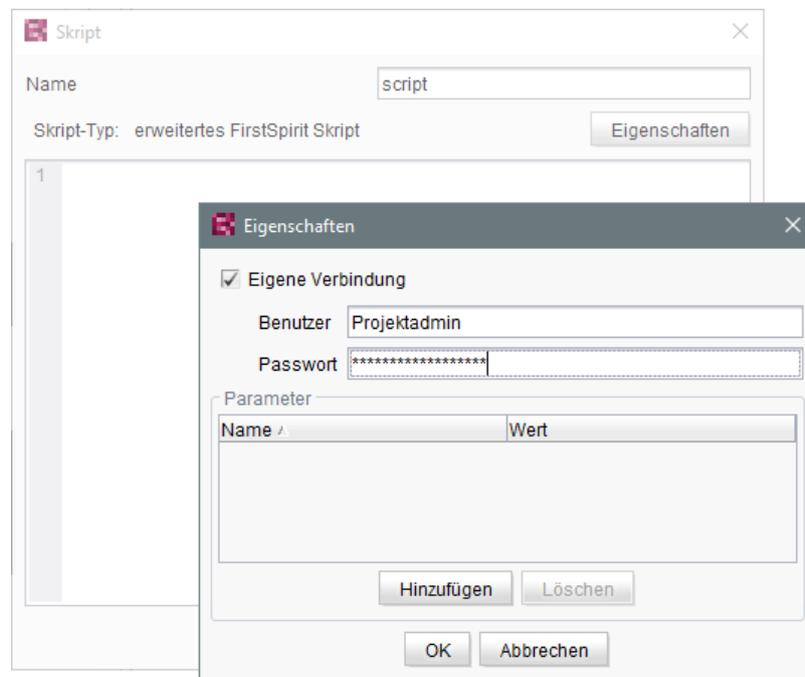 Skript
Name script
Skript-Typ: erweitertes FirstSpirit Skript Eigenschaften
1
Eigenschaften
Eigene Verbindung
Benutzer Projektadmin
Passwort ******************
Parameter
Name Wert
Hinzufügen Löschen
OK Abbrechen